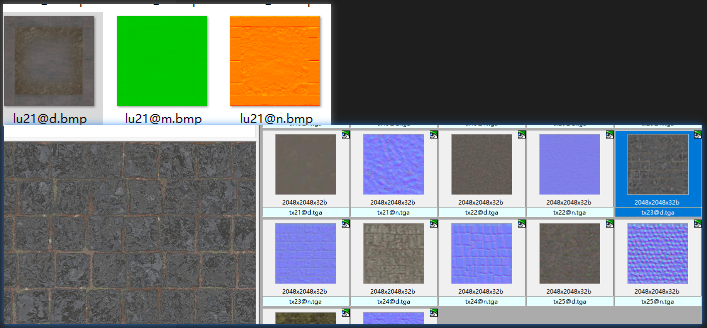 lu21@d.bmp lu21@m.bmp lu21@n.bmp
2048x2048x32b 2048x2048x32b 2048x2048x32b 2048x2048x32b 2048x2048x32b
tx21@d.tga tx21@n.tga tx22@d.tga tx22@n.tga tx23@d.tga
2048x2048x32b 2048x2048x32b 2048x2048x32b 2048x2048x32b 2048x2048x32b
tx23@n.tga tx24@d.tga tx24@n.tga tx25@d.tga tx25@n.tga